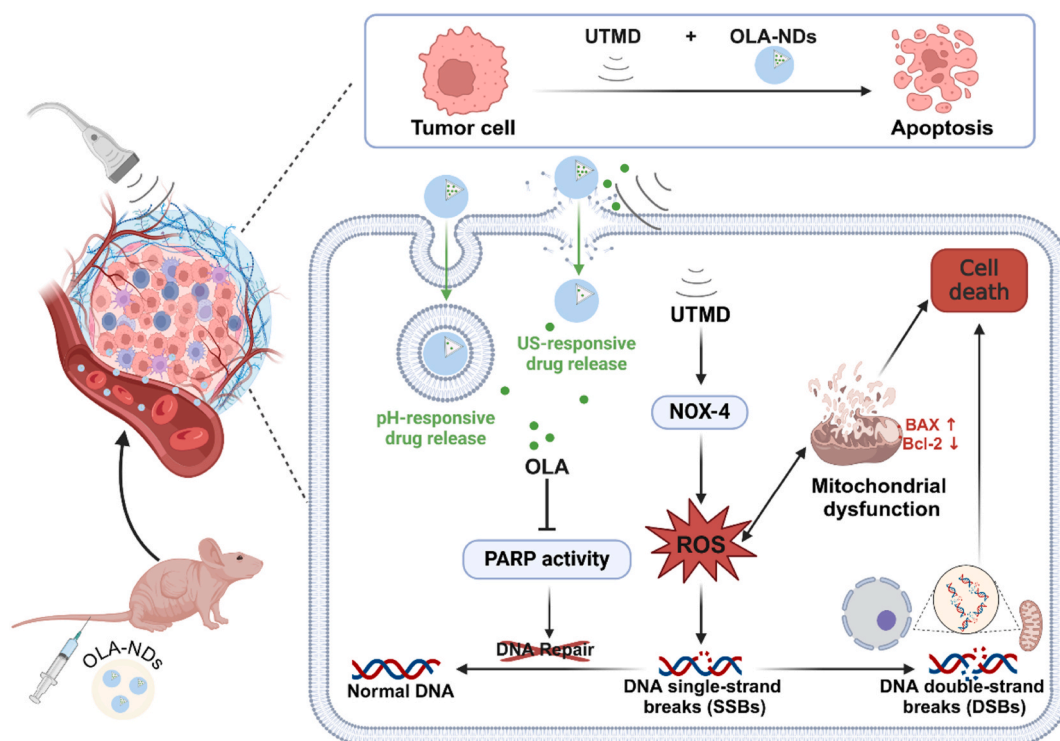 UTMD + OLA-NDs
Tumor cell
Apoptosis
Cell
death
UTMD
US-responsive
drug release
pH-responsive
drug release
NOX-4
BAX ↑
Bcl-2 ↓
OLA
Mitochondrial
dysfunction
ROS
PARP activity
OLA-NDs
DNA Repair
Normal DNA
DNA single-strand
breaks (SSBs)
DNA double-strand
breaks (DSBs)